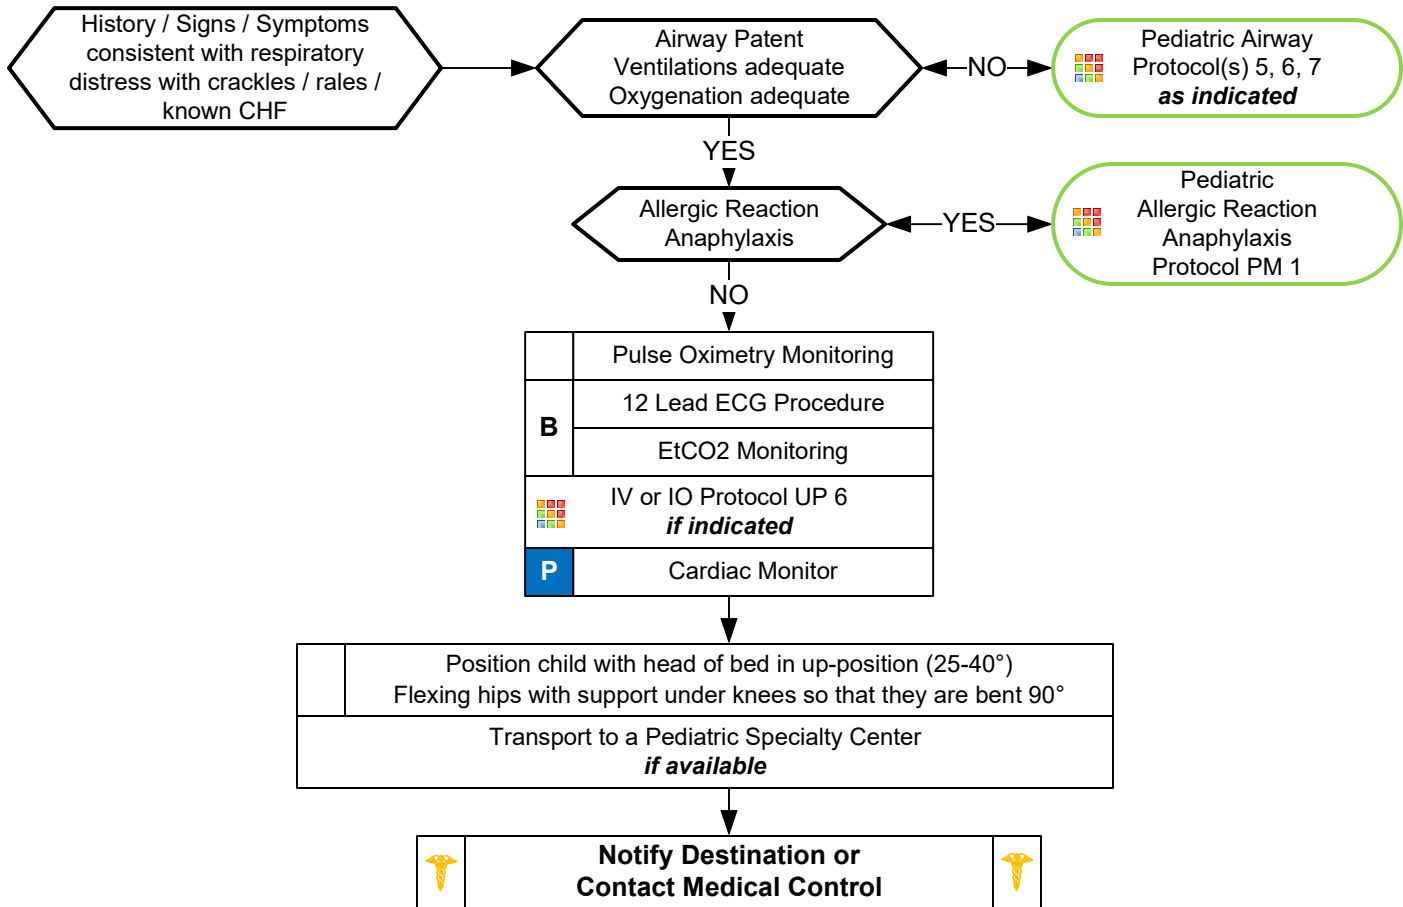 History / Signs / Symptoms
consistent with respiratory
distress with crackles / rales /
known CHF
Airway Patent
Ventilations adequate
Oxygenation adequate
NO
Pediatric Airway
Protocol(s) 5, 6, 7
as indicated
YES
Allergic Reaction
Anaphylaxis
YES
Pediatric
Allergic Reaction
Anaphylaxis
Protocol PM 1
NO
Pulse Oximetry Monitoring
B
12 Lead ECG Procedure
EtCO2 Monitoring
IV or IO Protocol UP 6
if indicated
P
Cardiac Monitor
Position child with head of bed in up-position (25-40°)
Flexing hips with support under knees so that they are bent 90°
Transport to a Pediatric Specialty Center
if available
Notify Destination or
Contact Medical Control